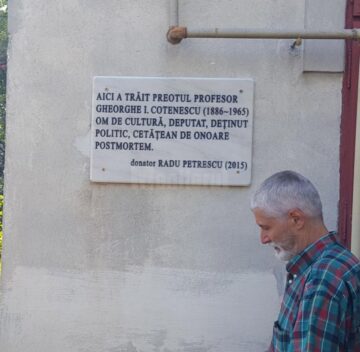 AICI A TRĂIT PREOTUL PROFESOR
GHEORGHE I. COTENESCU (1886–1965)
OM DE CULTURĂ, DEPUTAT, DEȚINUT
POLITIC, CETĂȚEAN DE ONOARE
POSTMORTEM.
donator RADU PETRESCU (2015)